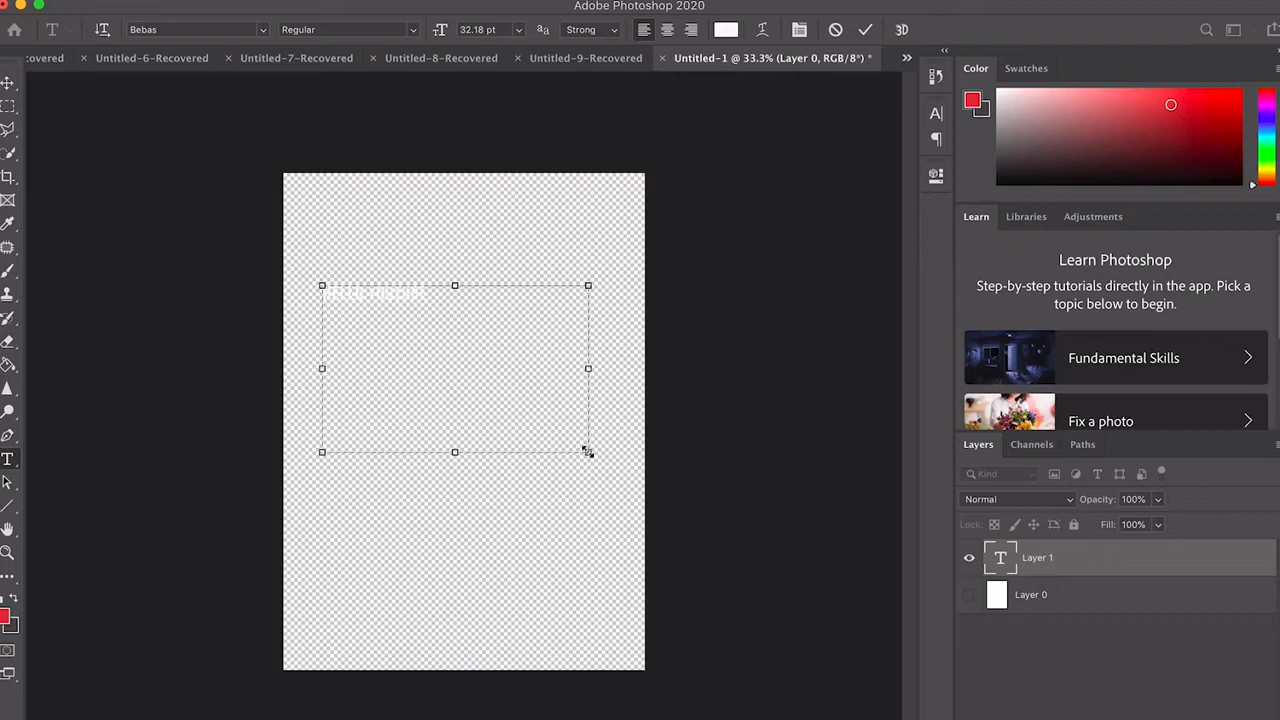 Adobe Photoshop 2020
Bebas Regular 32.18 pt Strong 3D
overed × Untitled-6-Recovered × Untitled-7-Recovered × Untitled-8-Recovered × Untitled-9-Recovered × Untitled-1 @ 33.3% (Layer 0, RGB/8*) *
Color Swatches
Learn Libraries Adjustments
Learn Photoshop
Step-by-step tutorials directly in the app. Pick a
topic below to begin.
Fundamental Skills
Fix a photo
Layers Channels Paths
Kind
Normal Opacity: 100%
Lock: Fill: 100%
Layer 1
Layer 0